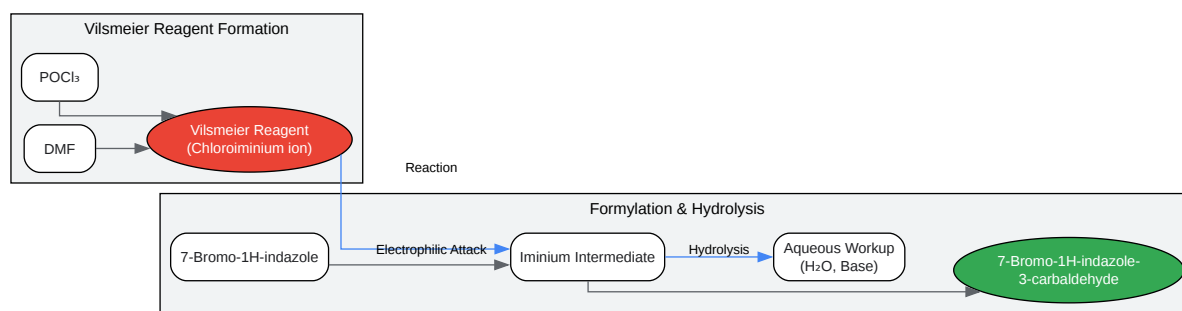 Vilsmeier Reagent Formation
POCl₃
DMF
Vilsmeier Reagent
(Chloroiminium ion)
Reaction
Formylation & Hydrolysis
7-Bromo-1H-indazole
Electrophilic Attack
Iminium Intermediate
Hydrolysis
Aqueous Workup
(H₂O, Base)
7-Bromo-1H-indazole-
3-carbaldehyde